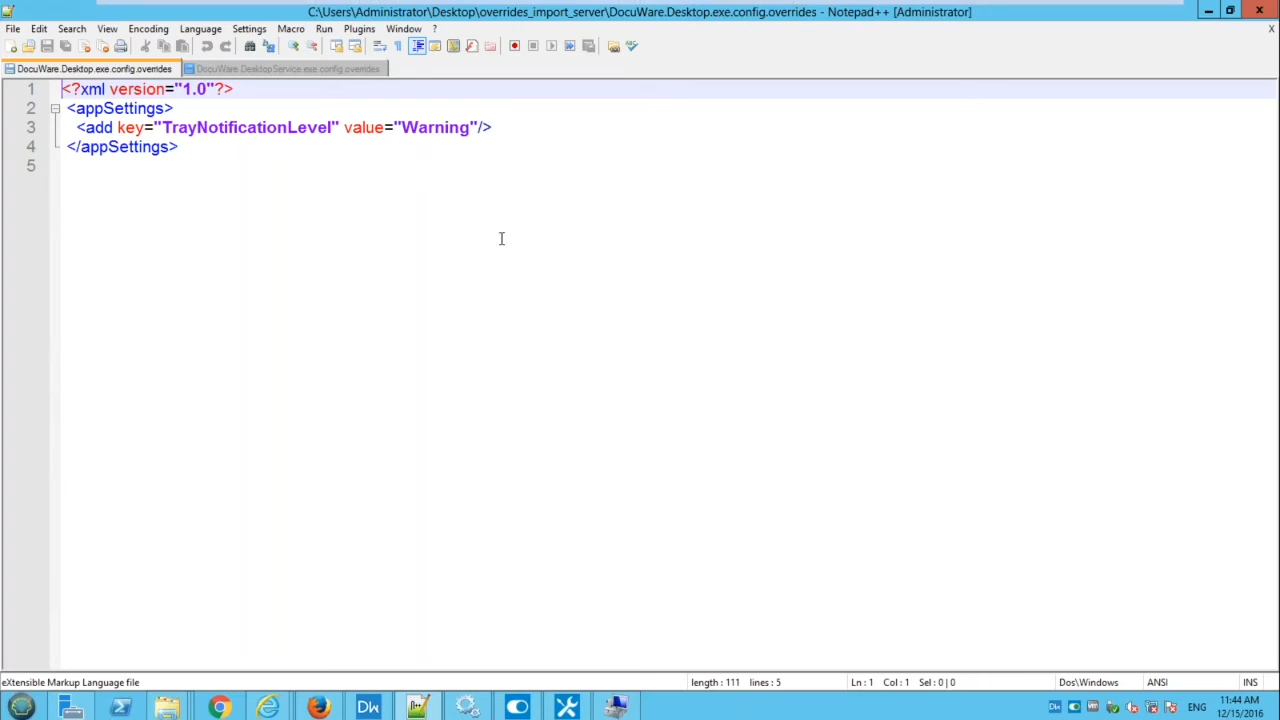 C:\Users\Administrator\Desktop\overrides_import_server\DocuWare.Desktop.exe.config.overrides - Notepad++ [Administrator]
File Edit Search View Encoding Language Settings Macro Run Plugins Window ? X
DocuWare.Desktop.exe.config.overrides DocuWare.DesktopService.exe.config.overrides
1 <?xml version="1.0"?>
2 <appSettings>
3 <add key="TrayNotificationLevel" value="Warning"/>
4 </appSettings>
5
eXtensible Markup Language file length : 111 lines : 5 Ln : 1 Col : 1 Sel : 0 | 0 Dos\Windows ANSI INS
DW
ENG
11:44 AM
12/15/2016